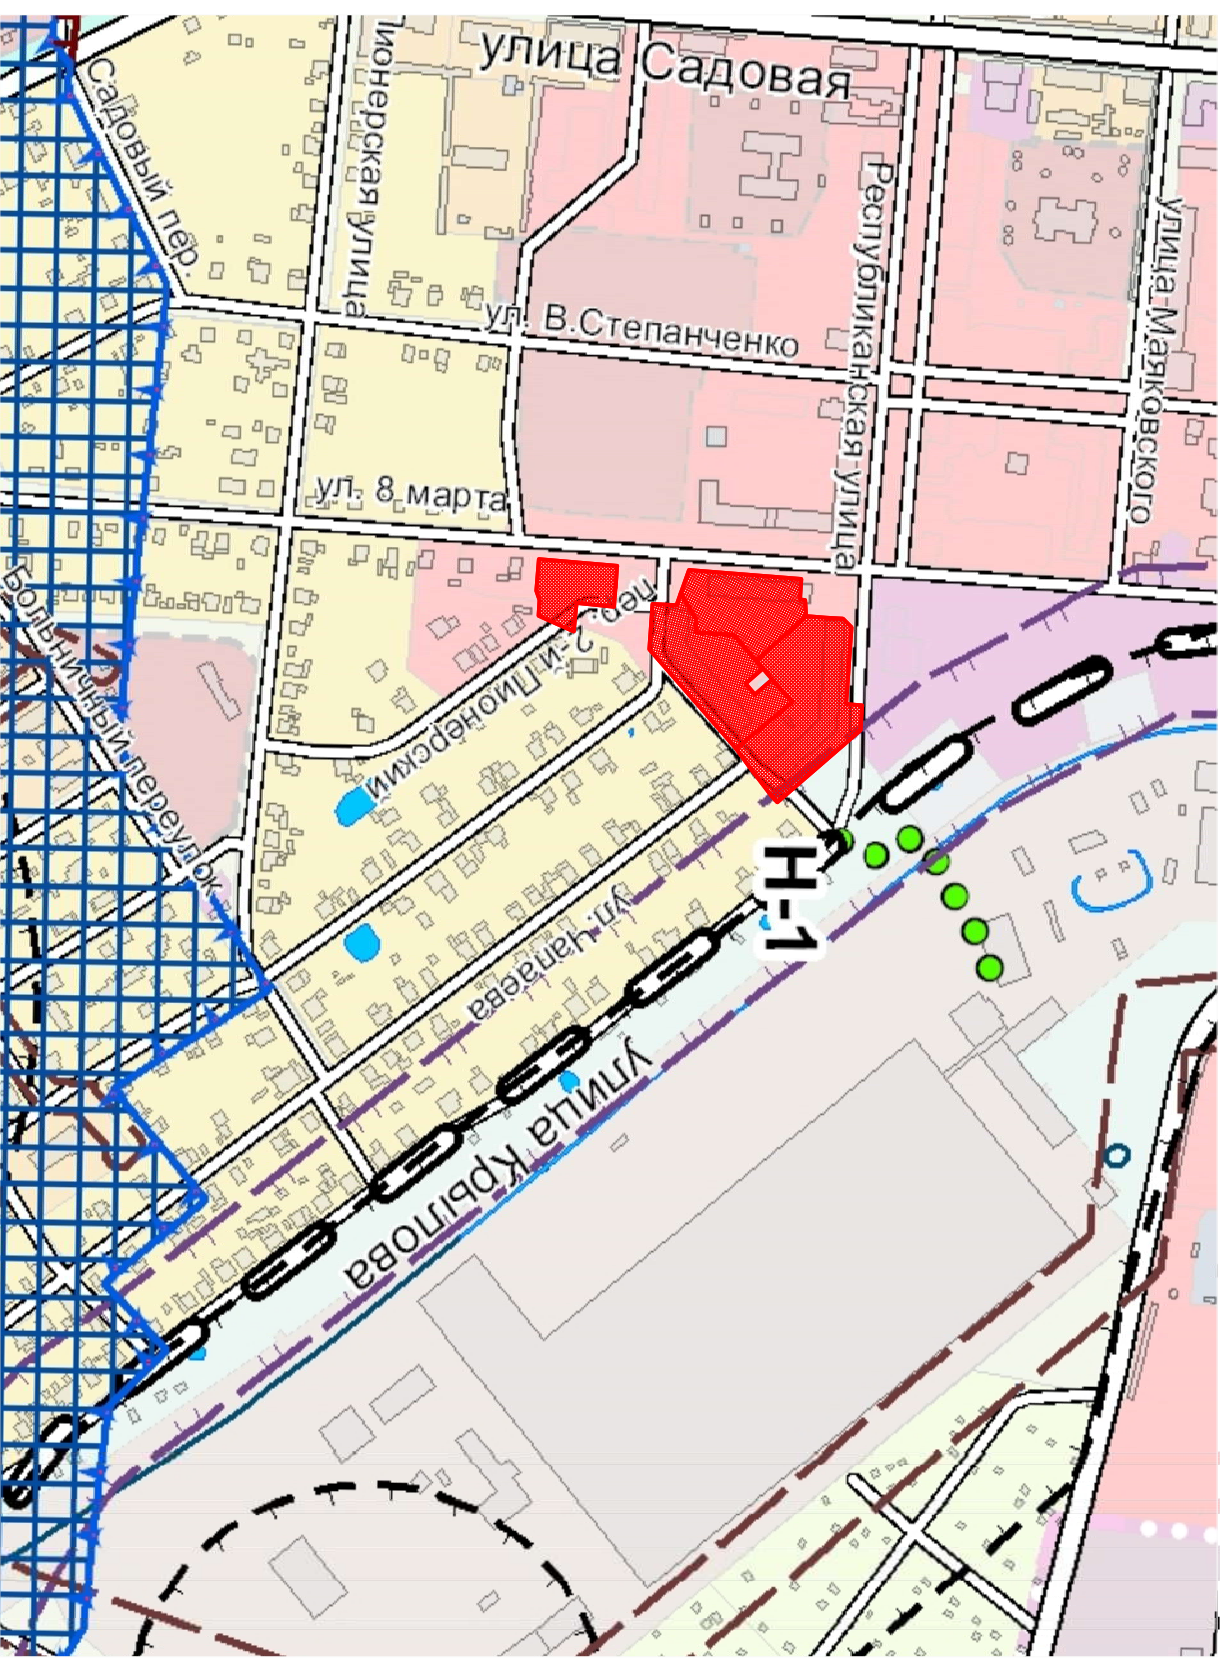 улица Садовая
Садовый пер.
Пионерская улица
Республиканская улица
улица Маяковского
ул. В.Степанченко
ул. 8 марта
Больничный переулок
пер. 2-й Пионерский
Н-1
ул. Чапаева
улица Крылова